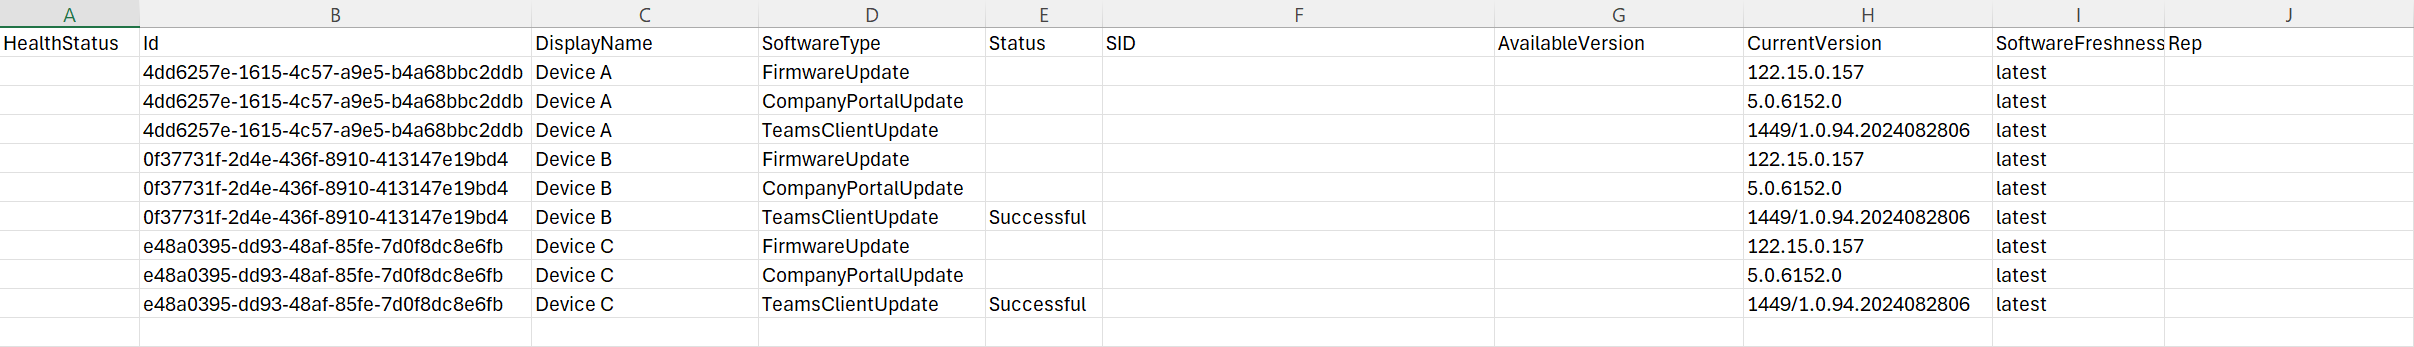 A B C D E F G H I J
HealthStatus Id DisplayName SoftwareType Status SID AvailableVersion CurrentVersion SoftwareFreshness Rep
4dd6257e-1615-4c57-a9e5-b4a68bbc2ddb Device A FirmwareUpdate 122.15.0.157 latest
4dd6257e-1615-4c57-a9e5-b4a68bbc2ddb Device A CompanyPortalUpdate 5.0.6152.0 latest
4dd6257e-1615-4c57-a9e5-b4a68bbc2ddb Device A TeamsClientUpdate 1449/1.0.94.2024082806 latest
0f37731f-2d4e-436f-8910-413147e19bd4 Device B FirmwareUpdate 122.15.0.157 latest
0f37731f-2d4e-436f-8910-413147e19bd4 Device B CompanyPortalUpdate 5.0.6152.0 latest
0f37731f-2d4e-436f-8910-413147e19bd4 Device B TeamsClientUpdate Successful 1449/1.0.94.2024082806 latest
e48a0395-dd93-48af-85fe-7d0f8dc8e6fb Device C FirmwareUpdate 122.15.0.157 latest
e48a0395-dd93-48af-85fe-7d0f8dc8e6fb Device C CompanyPortalUpdate 5.0.6152.0 latest
e48a0395-dd93-48af-85fe-7d0f8dc8e6fb Device C TeamsClientUpdate Successful 1449/1.0.94.2024082806 latest